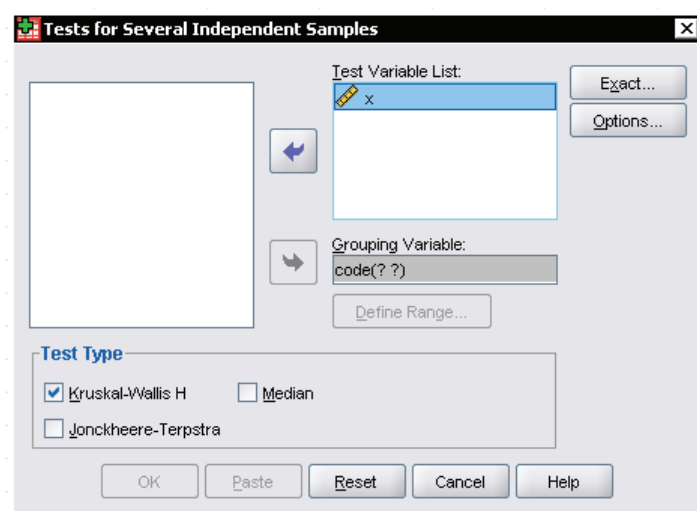 Tests for Several Independent Samples
Test Variable List:
x
Exact...
Options...
Grouping Variable:
code(? ?)
Define Range...
Test Type
Kruskal-Wallis H
Median
Jonckheere-Terpstra
OK
Paste
Reset
Cancel
Help